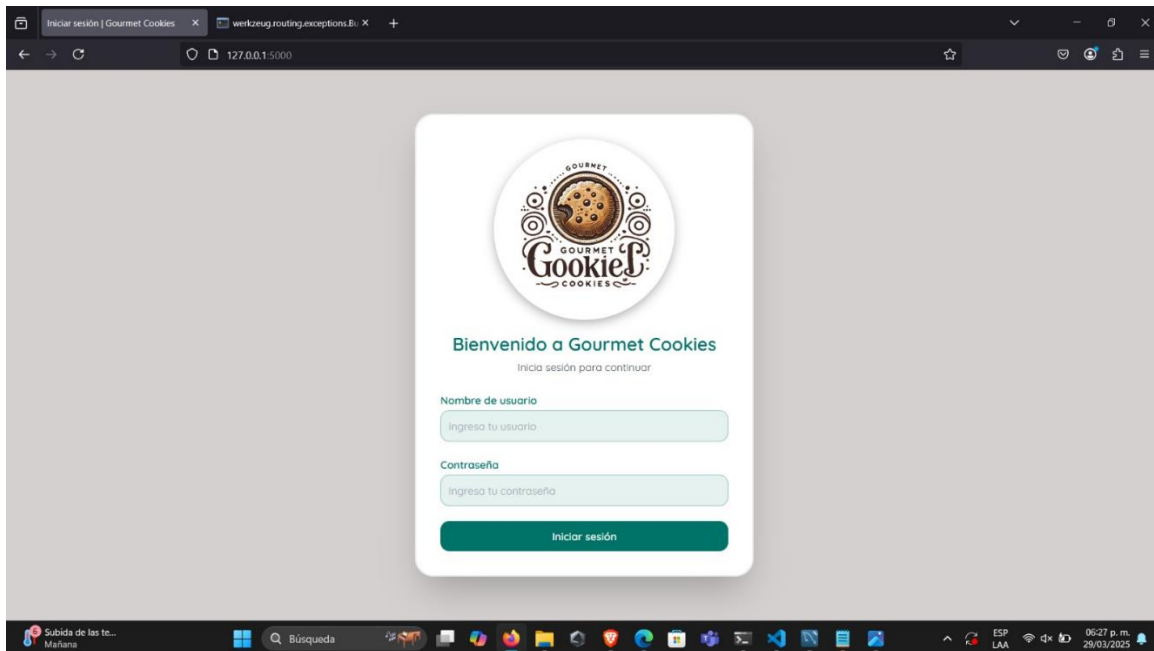 Iniciar sesión | Gourmet Cookies
werkzeug.routing.exceptions.Bu
127.0.0.1:5000
GOURMET
GOURMET
Gookies
COOKIES
Bienvenido a Gourmet Cookies
Inicia sesión para continuar
Nombre de usuario
Ingresa tu usuario
Contraseña
Ingresa tu contraseña
Iniciar sesión
6
Subida de las te...
Mañana
Búsqueda
ESP
LAA
06:27 p. m.
29/03/2025